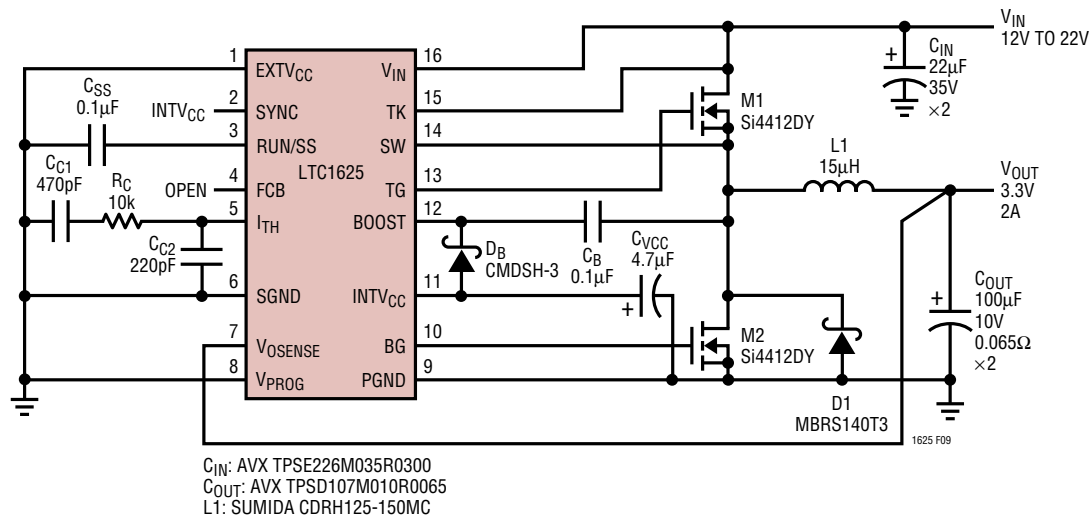 V_IN
12V TO 22V
C_IN
22µF
35V
×2
1
EXTV_CC
V_IN
16
C_SS
0.1µF
INTV_CC
2
SYNC
TK
15
M1
Si4412DY
3
RUN/SS
SW
14
LTC1625
C_C1
470pF
R_C
10k
OPEN
4
FCB
TG
13
L1
15µH
V_OUT
3.3V
2A
5
I_TH
BOOST
12
C_C2
220pF
D_B
CMDSH-3
C_B
0.1µF
C_VCC
4.7µF
6
SGND
INTV_CC
11
+
C_OUT
100µF
10V
0.065Ω
×2
7
V_OSENSE
BG
10
M2
Si4412DY
8
V_PROG
PGND
9
D1
MBRS140T3
+
+
1625 F09
C_IN: AVX TPSE226M035R0300
C_OUT: AVX TPSD107M010R0065
L1: SUMIDA CDRH125-150MC